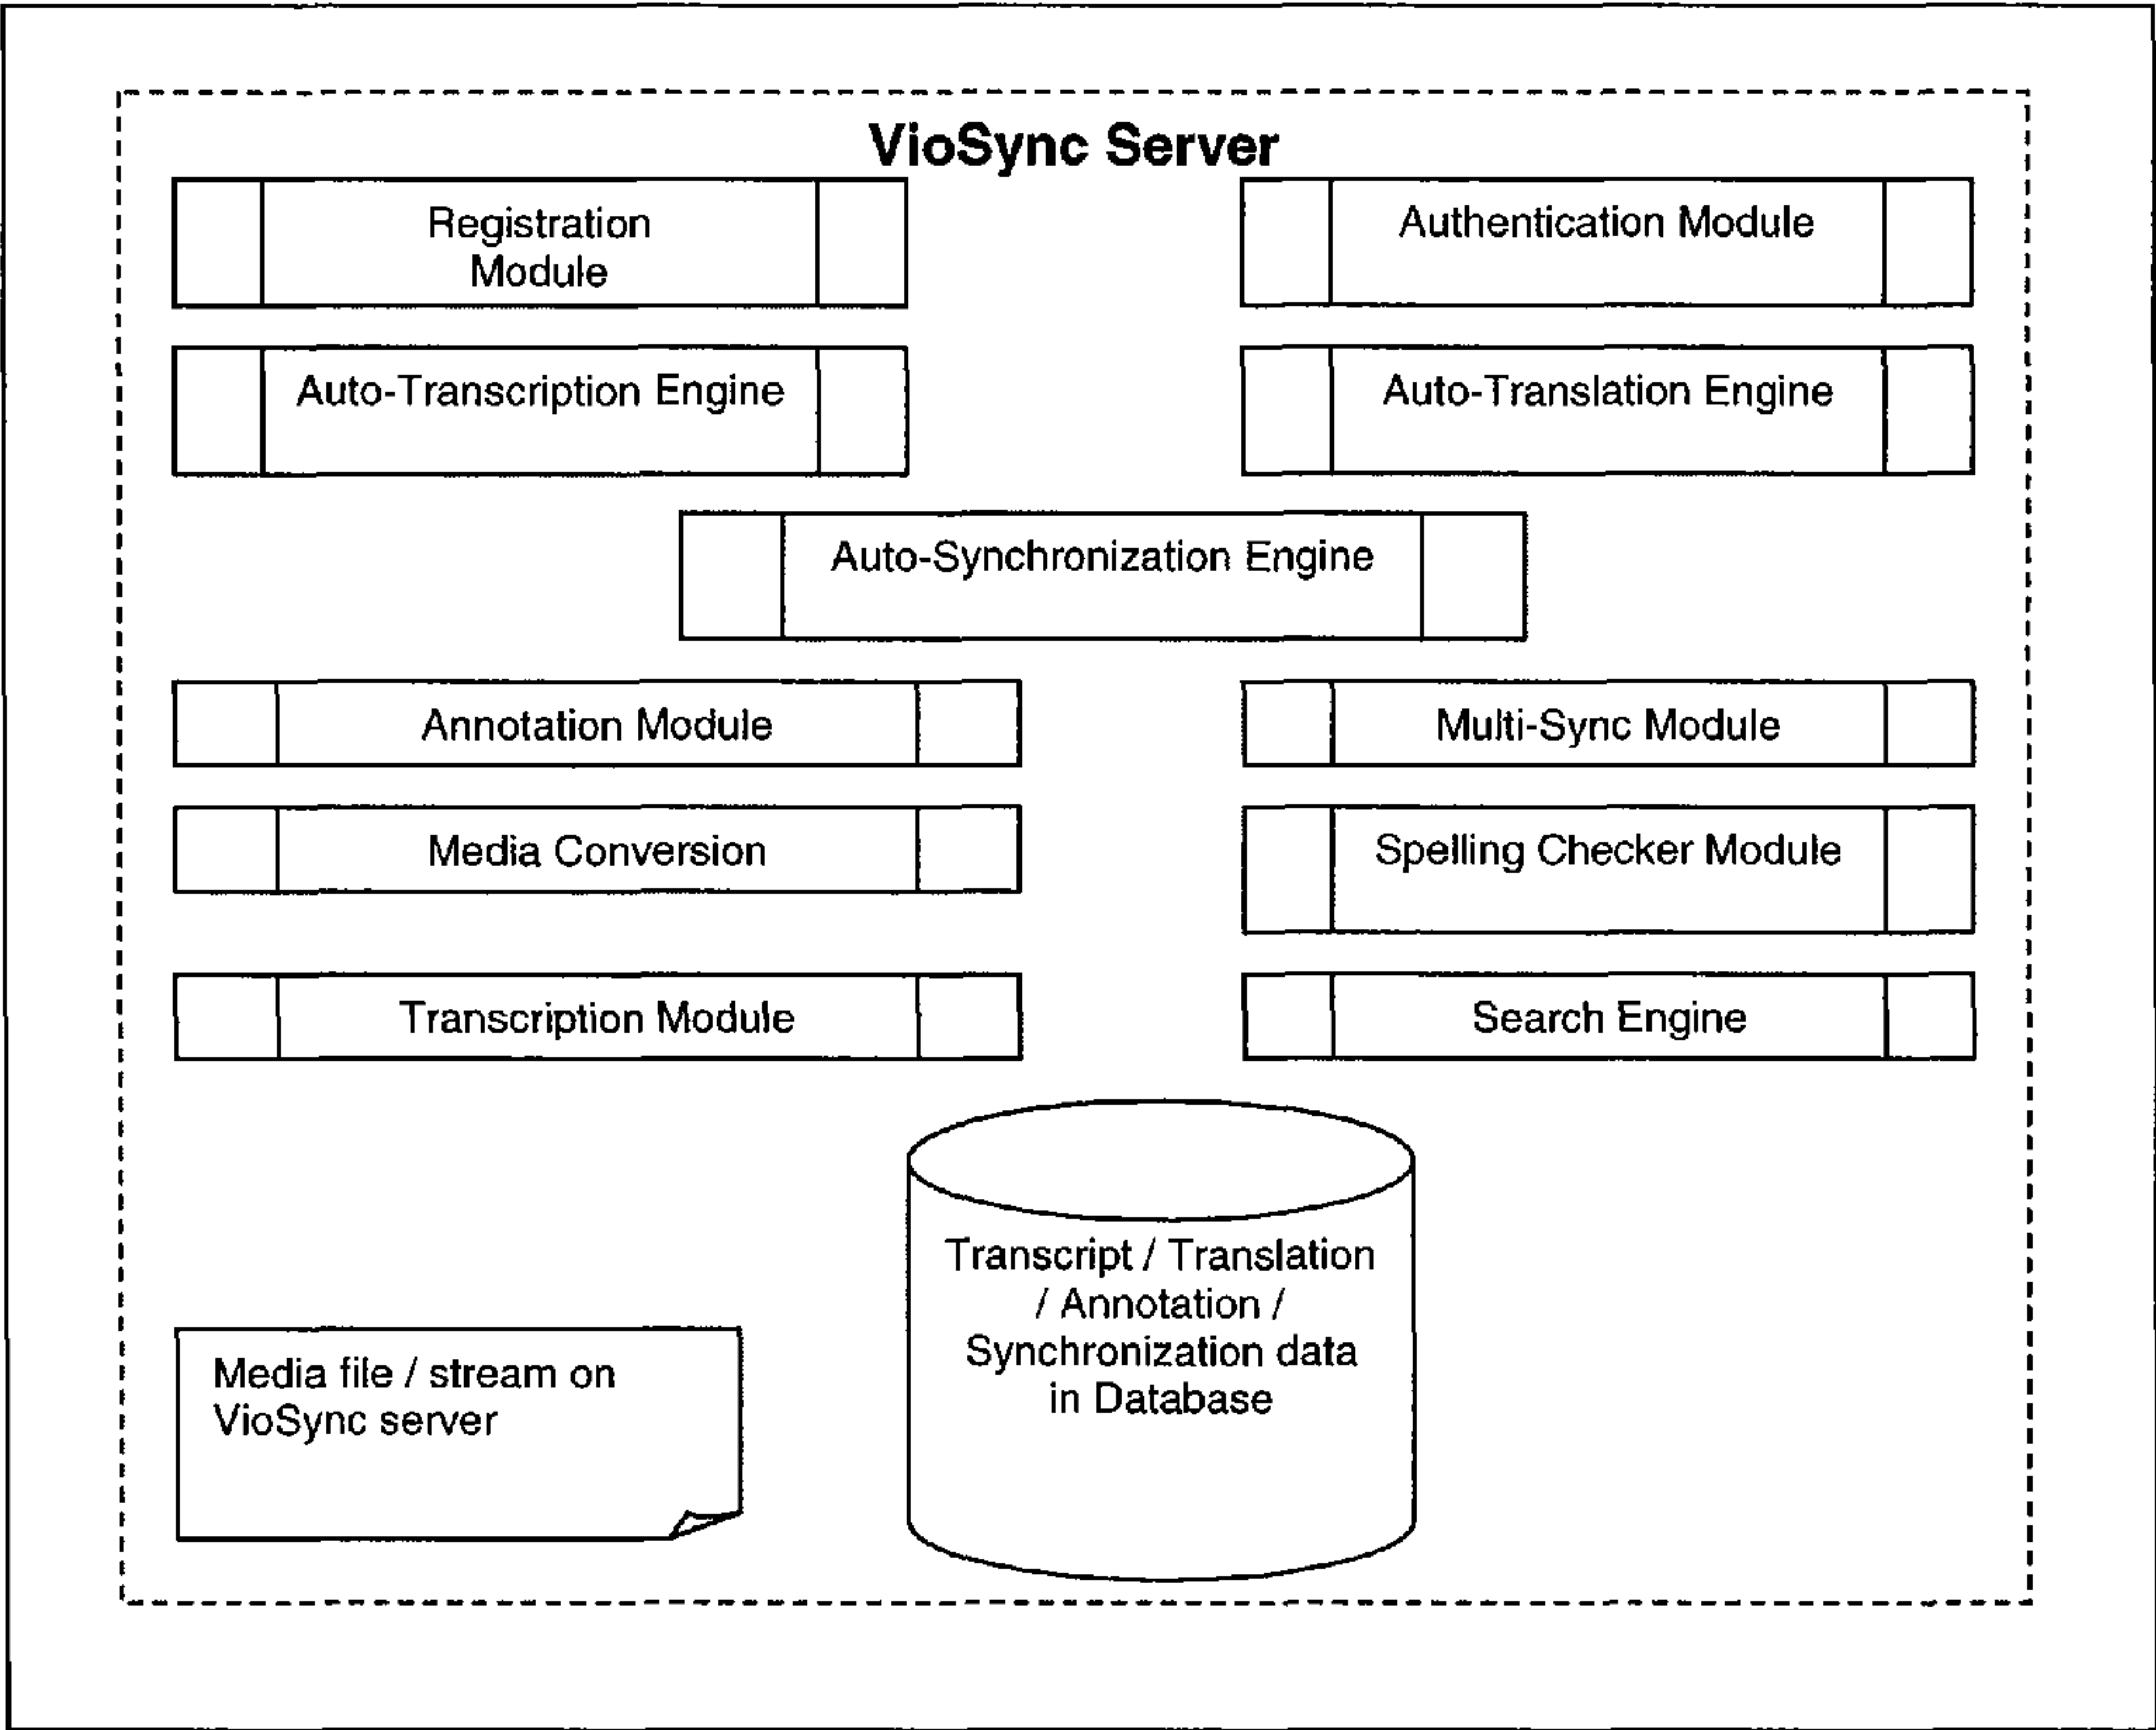 VioSync Server
Registration
Module
Authentication Module
Auto-Transcription Engine
Auto-Translation Engine
Auto-Synchronization Engine
Annotation Module
Multi-Sync Module
Media Conversion
Spelling Checker Module
Transcription Module
Search Engine
Transcript / Translation
/ Annotation /
Synchronization data
in Database
Media file / stream on
VioSync server